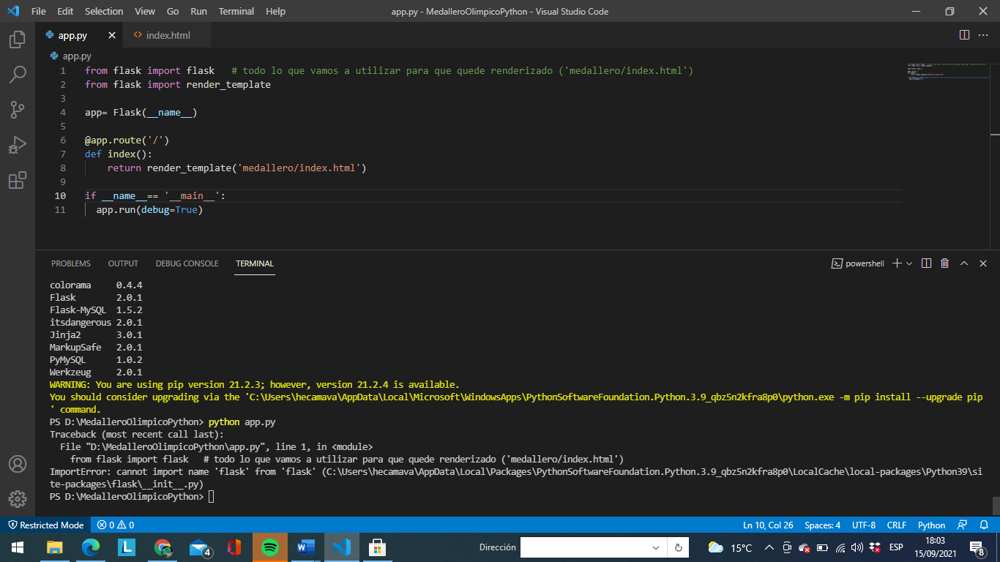 File Edit Selection View Go Run Terminal Help app.py - MedalleroOlimpicoPython - Visual Studio Code
app.py index.html
app.py
1 from flask import flask # todo lo que vamos a utilizar para que quede renderizado ('medallero/index.html')
2 from flask import render_template
3
4 app= Flask(__name__)
5
6 @app.route('/')
7 def index():
8 return render_template('medallero/index.html')
9
10 if __name__== '__main__':
11 app.run(debug=True)
PROBLEMS OUTPUT DEBUG CONSOLE TERMINAL powershell
colorama 0.4.4
Flask 2.0.1
Flask-MySQL 1.5.2
itsdangerous 2.0.1
Jinja2 3.0.1
MarkupSafe 2.0.1
PyMySQL 1.0.2
Werkzeug 2.0.1
WARNING: You are using pip version 21.2.3; however, version 21.2.4 is available.
You should consider upgrading via the 'C:\Users\hecamava\AppData\Local\Microsoft\WindowsApps\PythonSoftwareFoundation.Python.3.9_qbz5n2kfra8p0\python.exe -m pip install --upgrade pip
' command.
PS D:\MedalleroOlimpicoPython> python app.py
Traceback (most recent call last):
File "D:\MedalleroOlimpicoPython\app.py", line 1, in <module>
from flask import flask # todo lo que vamos a utilizar para que quede renderizado ('medallero/index.html')
ImportError: cannot import name 'flask' from 'flask' (C:\Users\hecamava\AppData\Local\Packages\PythonSoftwareFoundation.Python.3.9_qbz5n2kfra8p0\LocalCache\local-packages\Python39\si
te-packages\flask\__init__.py)
PS D:\MedalleroOlimpicoPython>
Restricted Mode 0 0 Ln 10, Col 26 Spaces: 4 UTF-8 CRLF Python
L 4 W Dirección 15°C ESP 18:03
15/09/2021 8